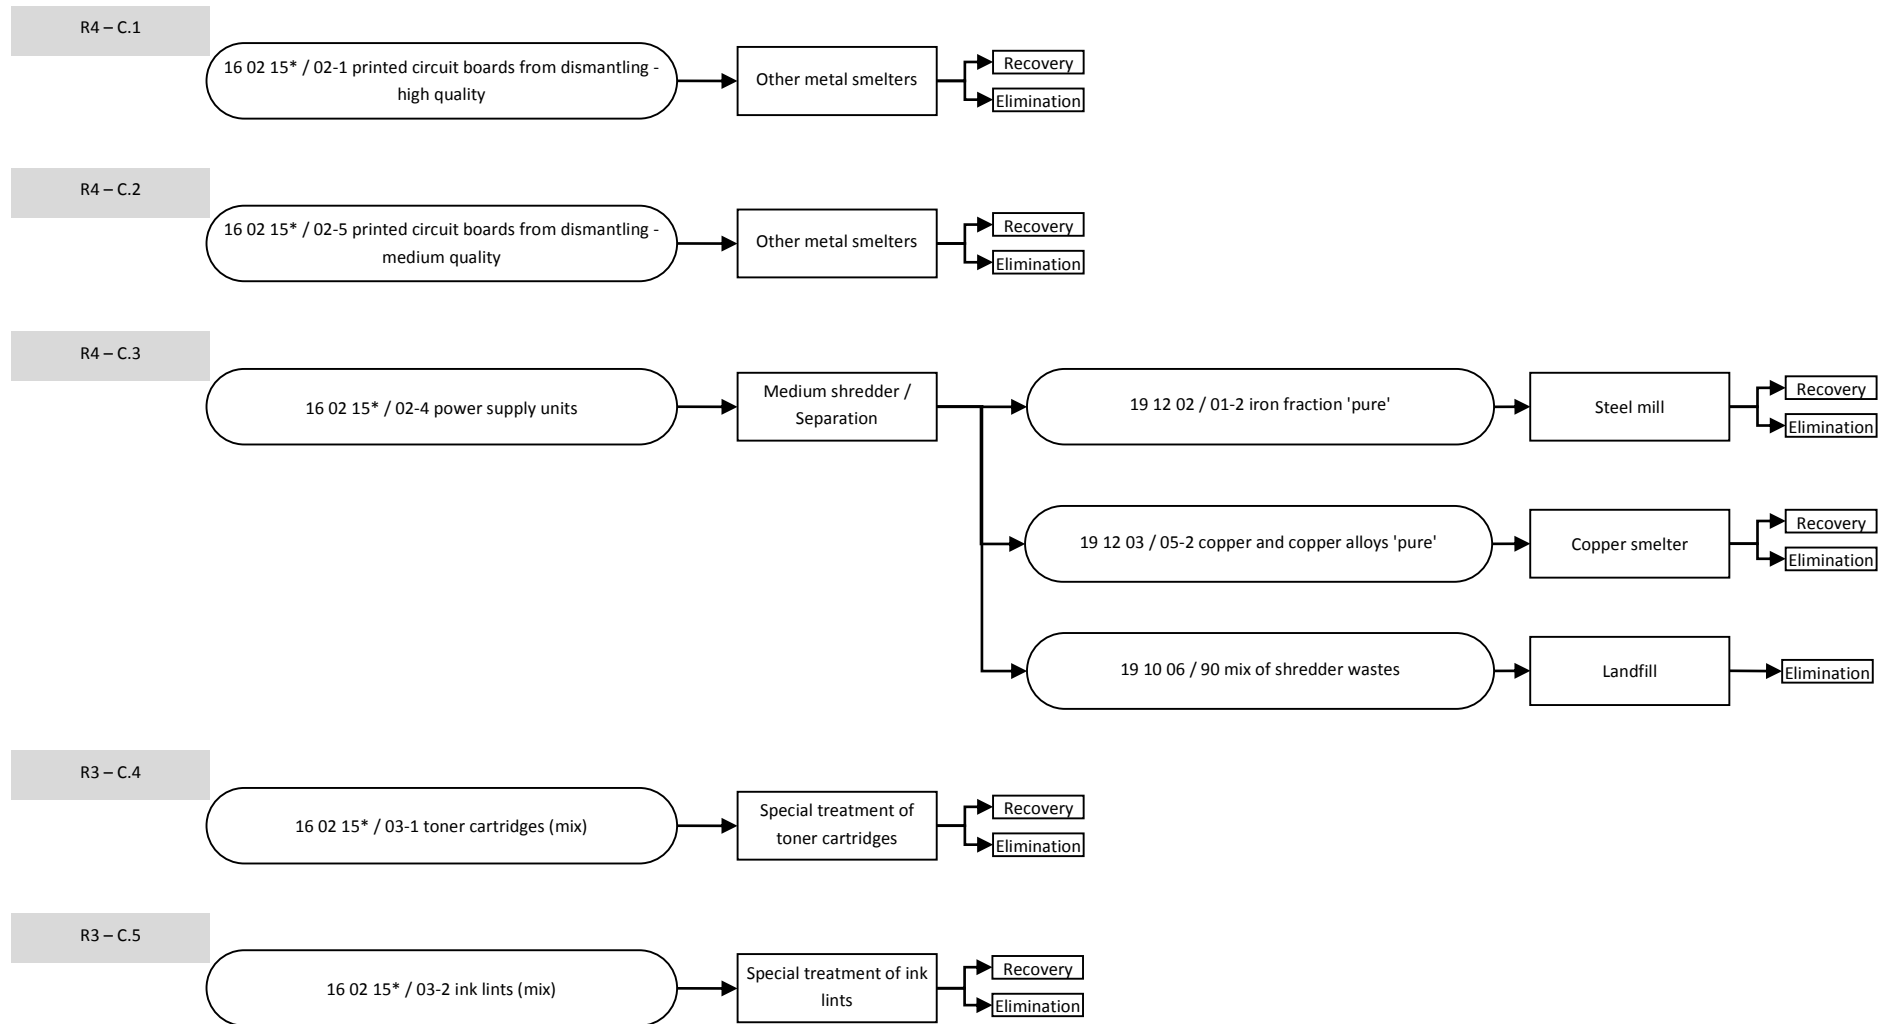 R4 – C.1
16 02 15* / 02-1 printed circuit boards from dismantling -
high quality
Other metal smelters
Recovery
Elimination
R4 – C.2
16 02 15* / 02-5 printed circuit boards from dismantling -
medium quality
Other metal smelters
Recovery
Elimination
R4 – C.3
16 02 15* / 02-4 power supply units
Medium shredder /
Separation
19 12 02 / 01-2 iron fraction 'pure'
Steel mill
Recovery
Elimination
19 12 03 / 05-2 copper and copper alloys 'pure'
Copper smelter
Recovery
Elimination
19 10 06 / 90 mix of shredder wastes
Landfill
Elimination
R3 – C.4
16 02 15* / 03-1 toner cartridges (mix)
Special treatment of
toner cartridges
Recovery
Elimination
R3 – C.5
16 02 15* / 03-2 ink lints (mix)
Special treatment of ink
lints
Recovery
Elimination